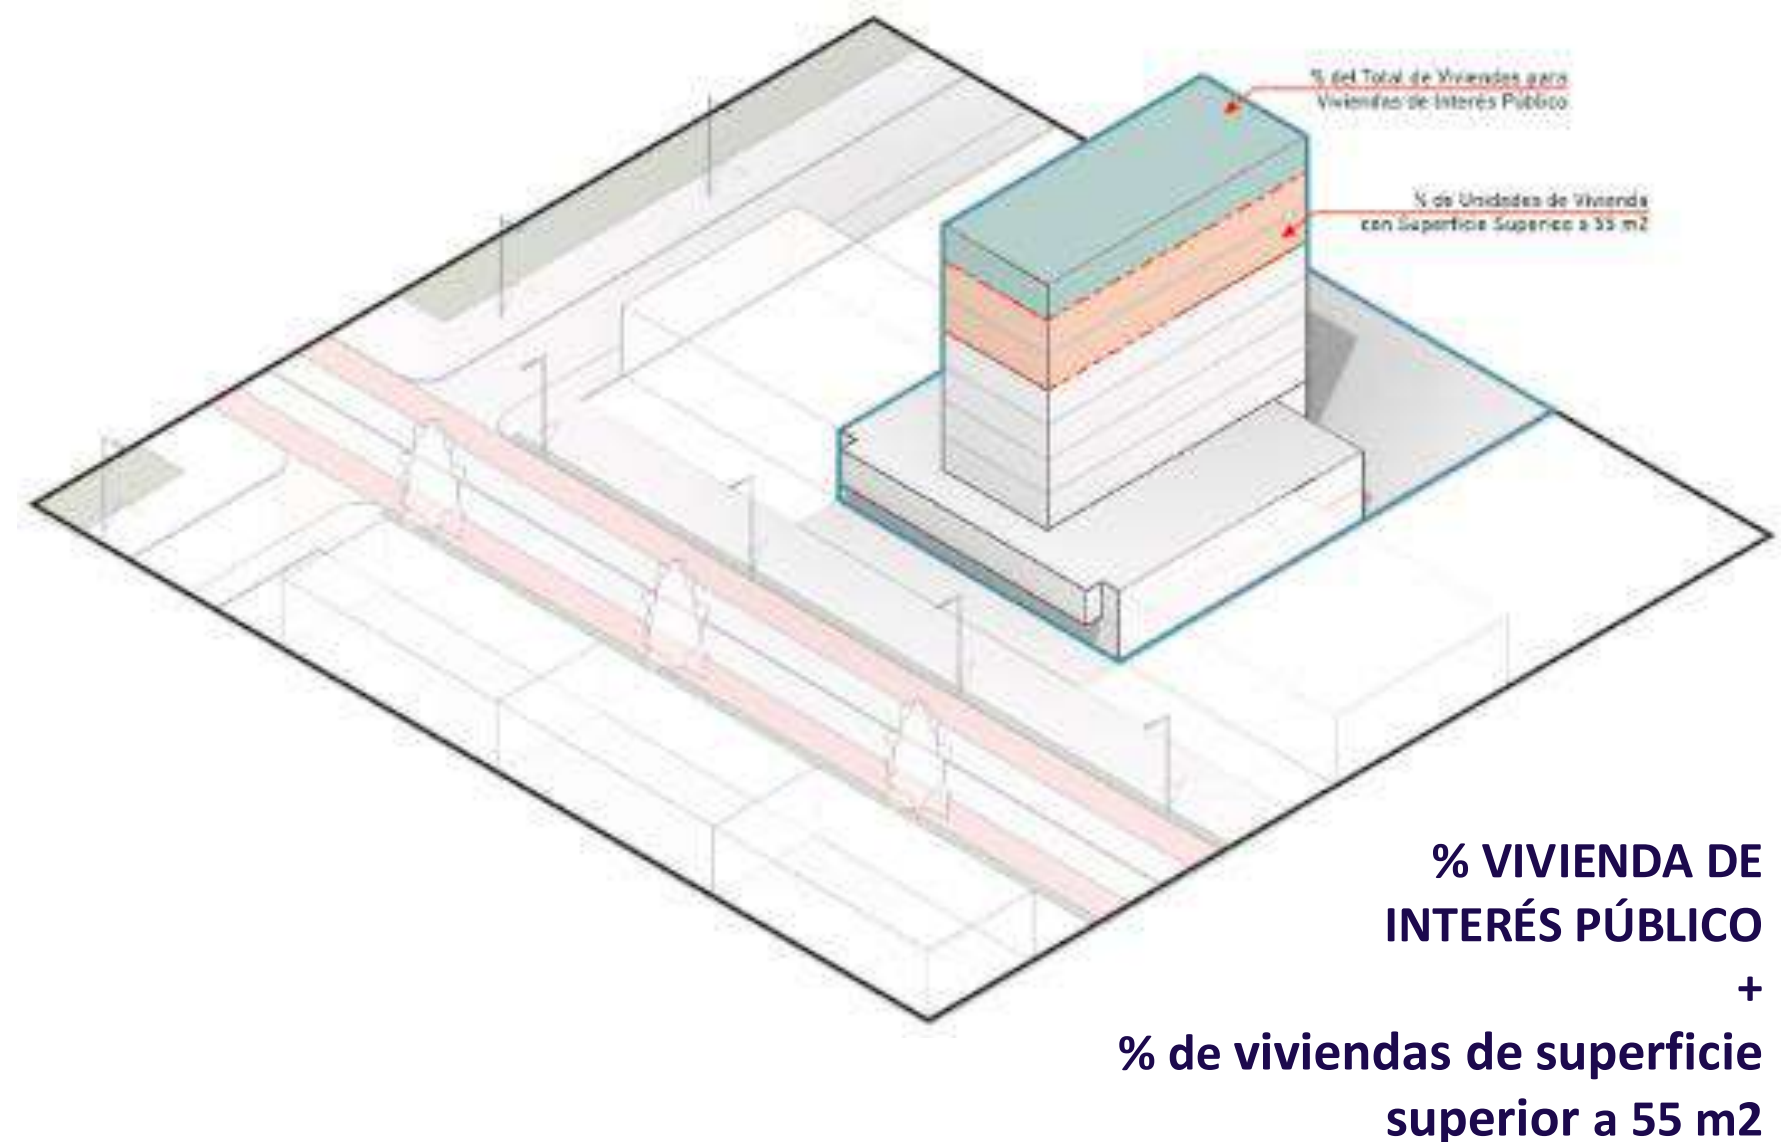 % del Total de Viviendas para
Viviendas de Interés Público
% de Unidades de Vivienda
con Superficie Superior a 55 m2
% VIVIENDA DE
INTERÉS PÚBLICO
+
% de viviendas de superficie
superior a 55 m2